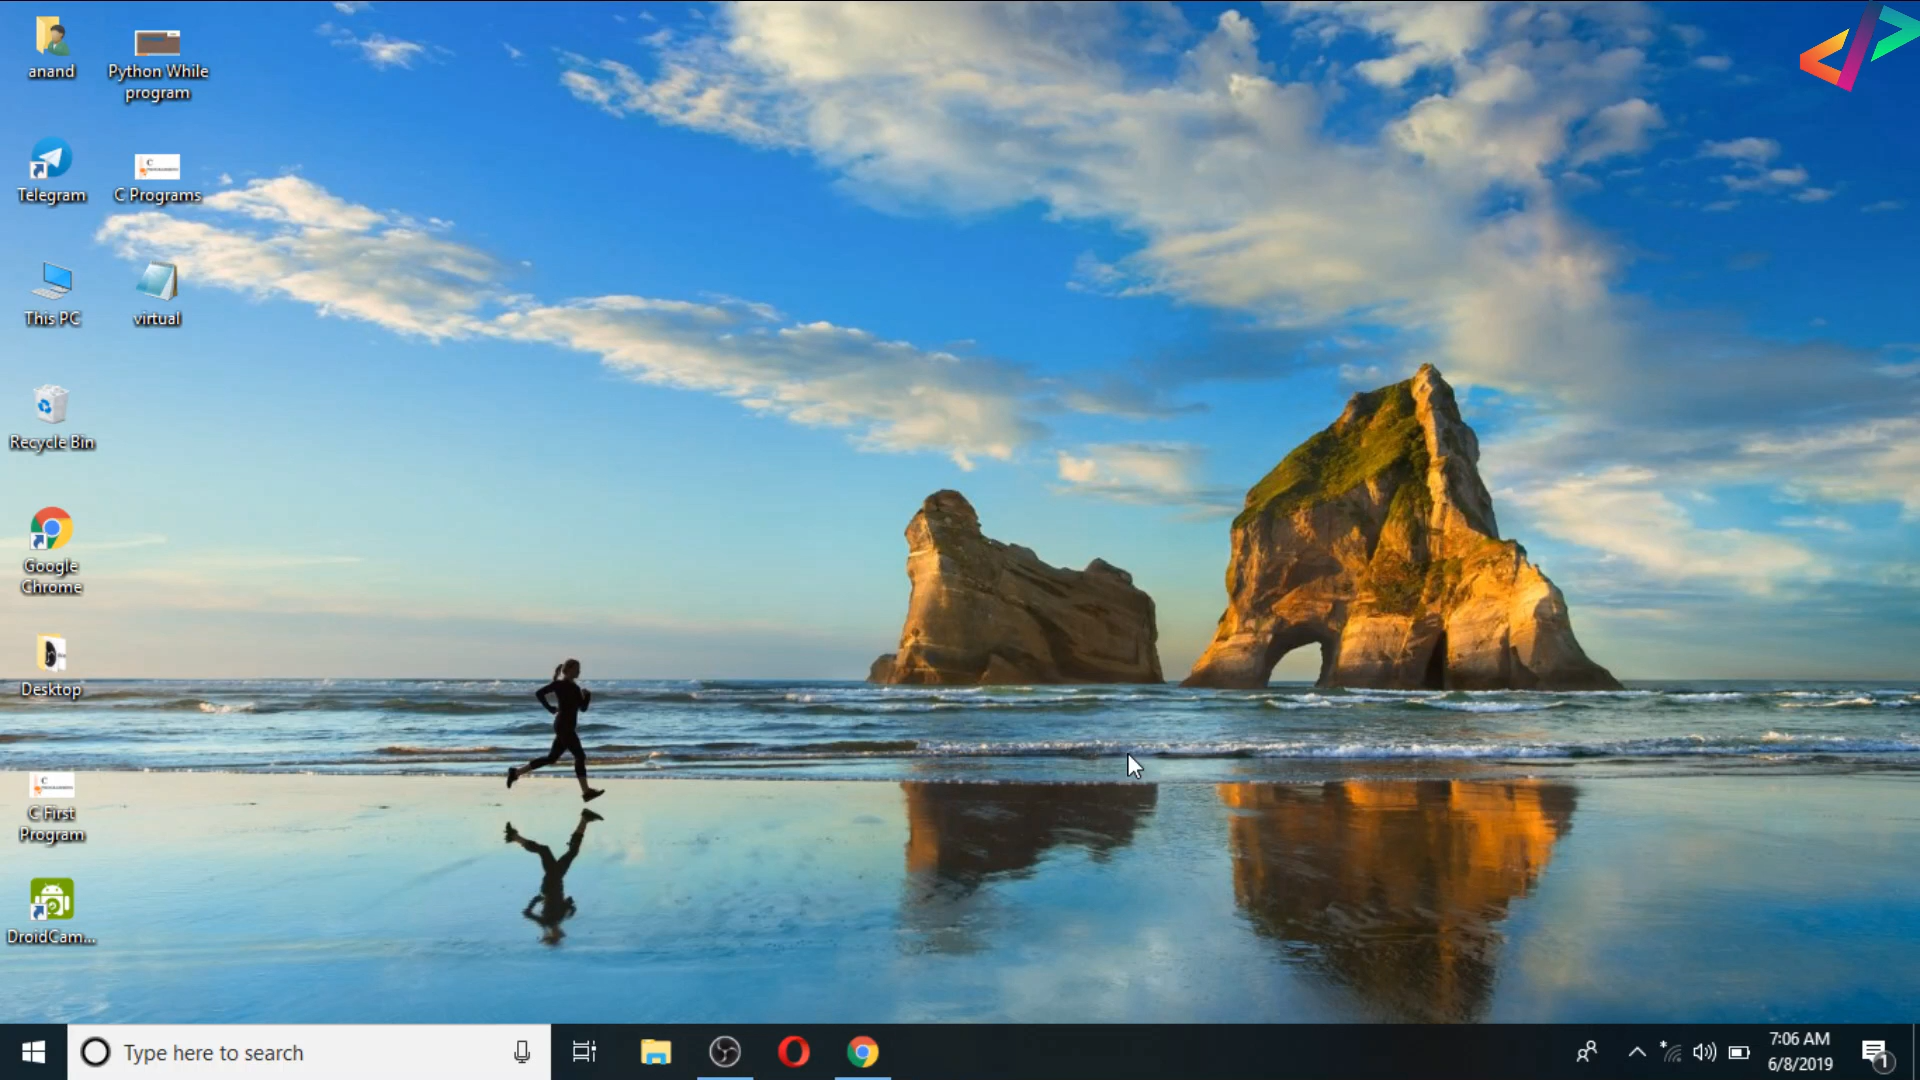 anand
Python While
program
Telegram
C Programs
This PC
virtual
Recycle Bin
Google
Chrome
Desktop
C First
Program
DroidCam...
Type here to search
7:06 AM
6/8/2019
1